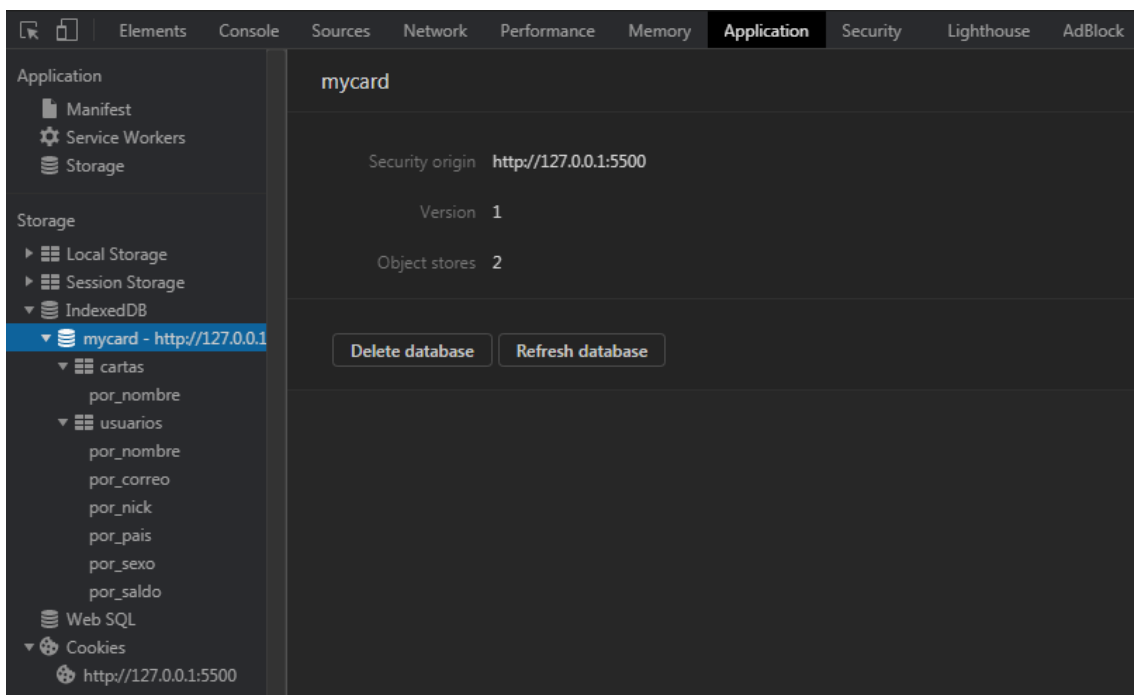 Elements Console Sources Network Performance Memory Application Security Lighthouse AdBlock
Application
Manifest
Service Workers
Storage
Storage
Local Storage
Session Storage
IndexedDB
mycard - http://127.0.0.1
cartas
por_nombre
usuarios
por_nombre
por_correo
por_nick
por_pais
por_sexo
por_saldo
Web SQL
Cookies
http://127.0.0.1:5500
mycard
Security origin http://127.0.0.1:5500
Version 1
Object stores 2
Delete database Refresh database